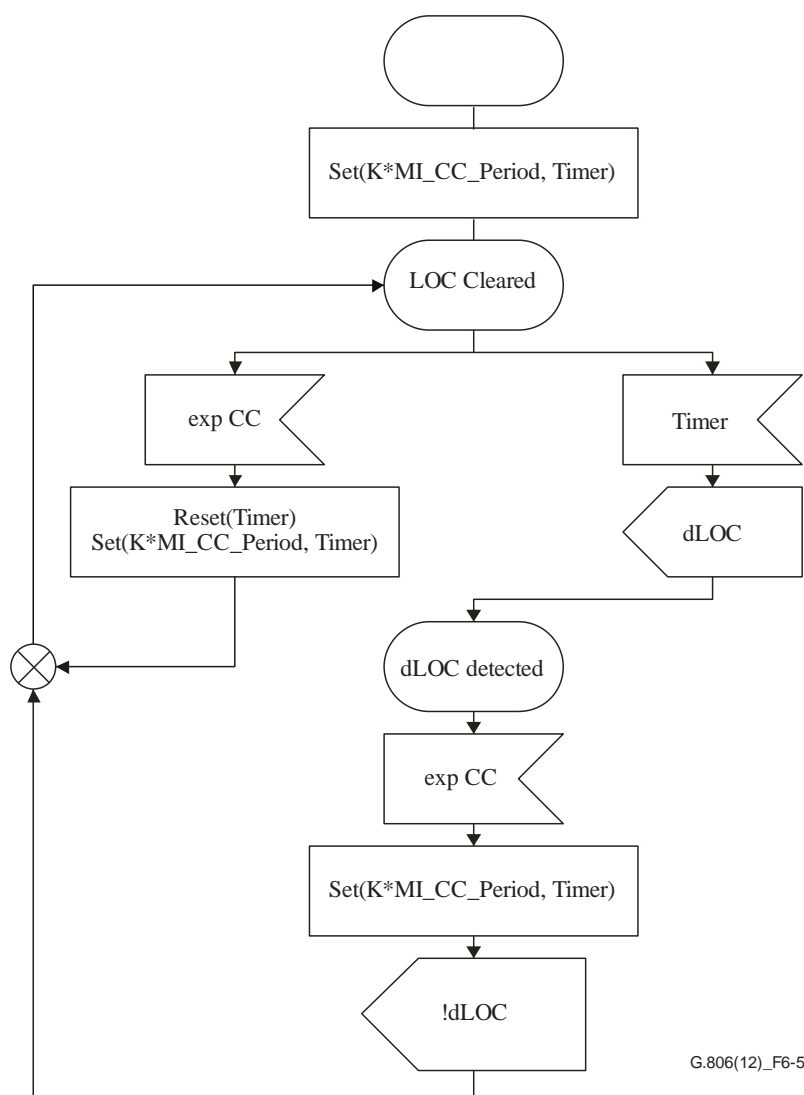 Set(K*MI_CC_Period, Timer)
LOC Cleared
exp CC
Timer
Reset(Timer)
Set(K*MI_CC_Period, Timer)
dLOC
dLOC detected
exp CC
Set(K*MI_CC_Period, Timer)
!dLOC
G.806(12)_F6-5